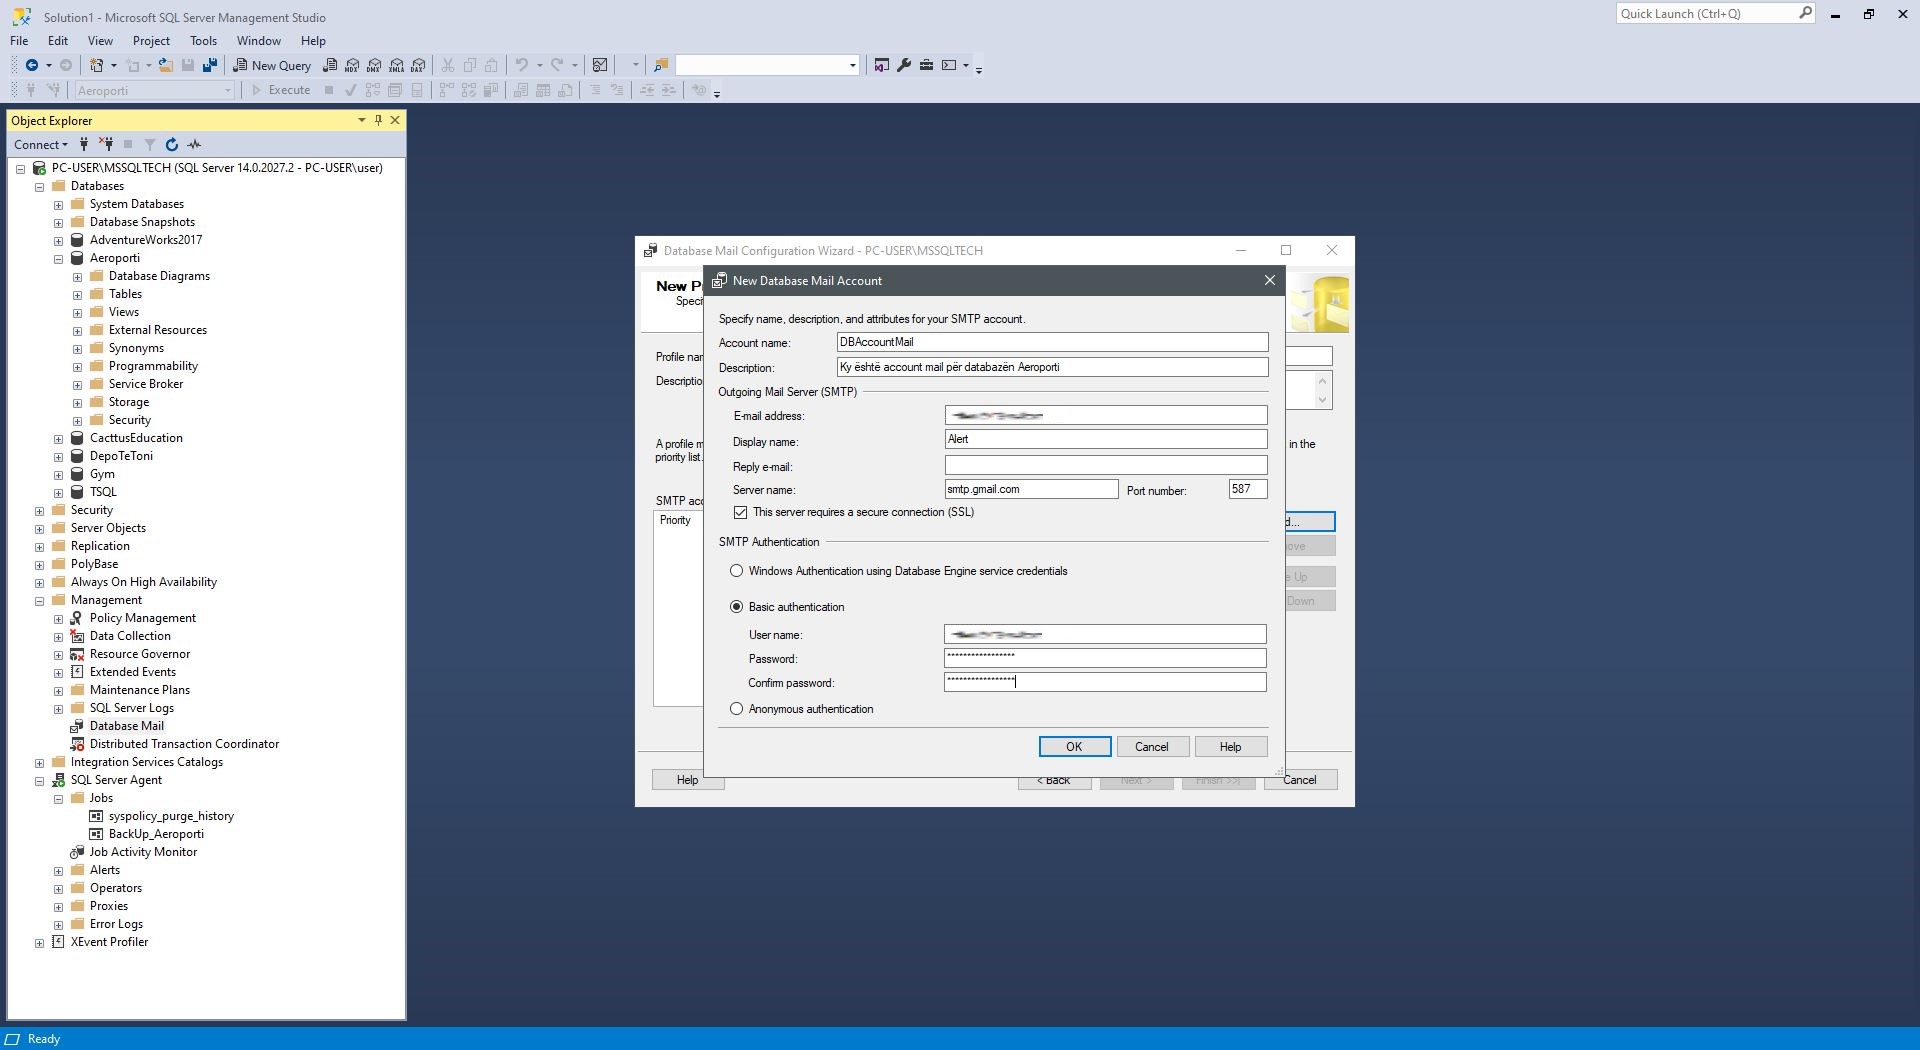 Solution1 - Microsoft SQL Server Management Studio
Quick Launch (Ctrl+Q)
File Edit View Project Tools Window Help
New Query MDX DMX XMLA DAX
Aeroporti Execute
Object Explorer
Connect
PC-USER\MSSQLTECH (SQL Server 14.0.2027.2 - PC-USER\user)
Databases
System Databases
Database Snapshots
AdventureWorks2017
Aeroporti
Database Diagrams
Tables
Views
External Resources
Synonyms
Programmability
Service Broker
Storage
Security
CacttusEducation
DepoTeToni
Gym
TSQL
Security
Server Objects
Replication
PolyBase
Always On High Availability
Management
Policy Management
Data Collection
Resource Governor
Extended Events
Maintenance Plans
SQL Server Logs
Database Mail
Distributed Transaction Coordinator
Integration Services Catalogs
SQL Server Agent
Jobs
syspolicy_purge_history
BackUp_Aeroporti
Job Activity Monitor
Alerts
Operators
Proxies
Error Logs
XEvent Profiler
Database Mail Configuration Wizard - PC-USER\MSSQLTECH
New P
Speci
Profile nam
Descriptio
A profile m
in the
priority list.
SMTP acc
Priority
d...
ove
e Up
Down
Help
< Back
Next >
Finish >>|
Cancel
New Database Mail Account
Specify name, description, and attributes for your SMTP account.
Account name: DBAccountMail
Description: Ky është account mail për databazën Aeroporti
Outgoing Mail Server (SMTP)
E-mail address:
Display name: Alert
Reply e-mail:
Server name: smtp.gmail.com Port number: 587
This server requires a secure connection (SSL)
SMTP Authentication
Windows Authentication using Database Engine service credentials
Basic authentication
User name:
Password: *****************
Confirm password: *****************
Anonymous authentication
OK Cancel Help
Ready